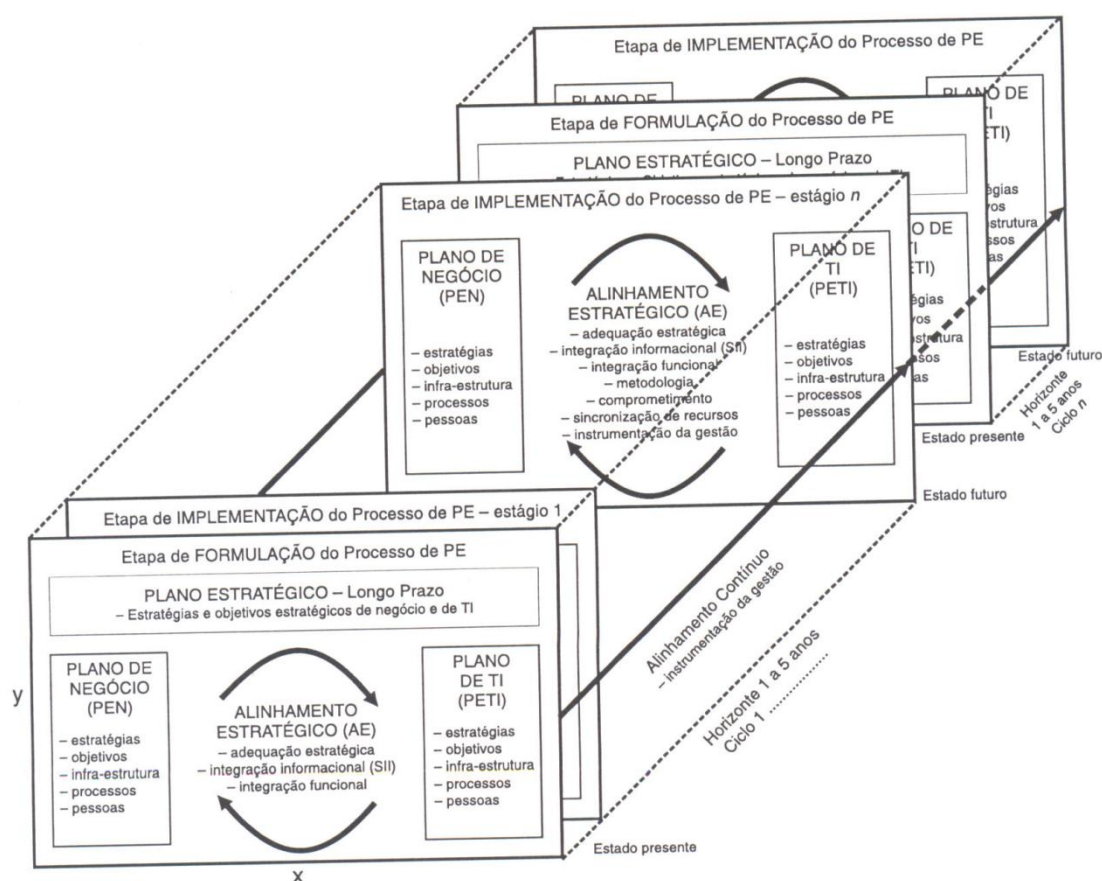 Etapa de IMPLEMENTAÇÃO do Processo de PE
PLANO DE
PLANO DE
TI
(PETI)
Etapa de FORMULAÇÃO do Processo de PE
PLANO ESTRATÉGICO – Longo Prazo
Etapa de IMPLEMENTAÇÃO do Processo de PE – estágio n
PLANO DE
NEGÓCIO
(PEN)
– estratégias
– objetivos
– infra-estrutura
– processos
– pessoas
ALINHAMENTO
ESTRATÉGICO (AE)
– adequação estratégica
– integração informacional (SII)
– integração funcional
– metodologia
– comprometimento
– sincronização de recursos
– instrumentação da gestão
PLANO DE
TI
(PETI)
– estratégias
– objetivos
– infra-estrutura
– processos
– pessoas
Estado futuro
Horizonte
1 a 5 anos
Ciclo n
Estado presente
Estado futuro
Etapa de IMPLEMENTAÇÃO do Processo de PE – estágio 1
Etapa de FORMULAÇÃO do Processo de PE
PLANO ESTRATÉGICO – Longo Prazo
– Estratégias e objetivos estratégicos de negócio e de TI
PLANO DE
NEGÓCIO
(PEN)
– estratégias
– objetivos
– infra-estrutura
– processos
– pessoas
ALINHAMENTO
ESTRATÉGICO (AE)
– adequação estratégica
– integração informacional (SII)
– integração funcional
PLANO
DE TI
(PETI)
– estratégias
– objetivos
– infra-estrutura
– processos
– pessoas
Alinhamento Contínuo
– instrumentação da gestão
Horizonte 1 a 5 anos
Ciclo 1 ...................
Estado presente
y
x